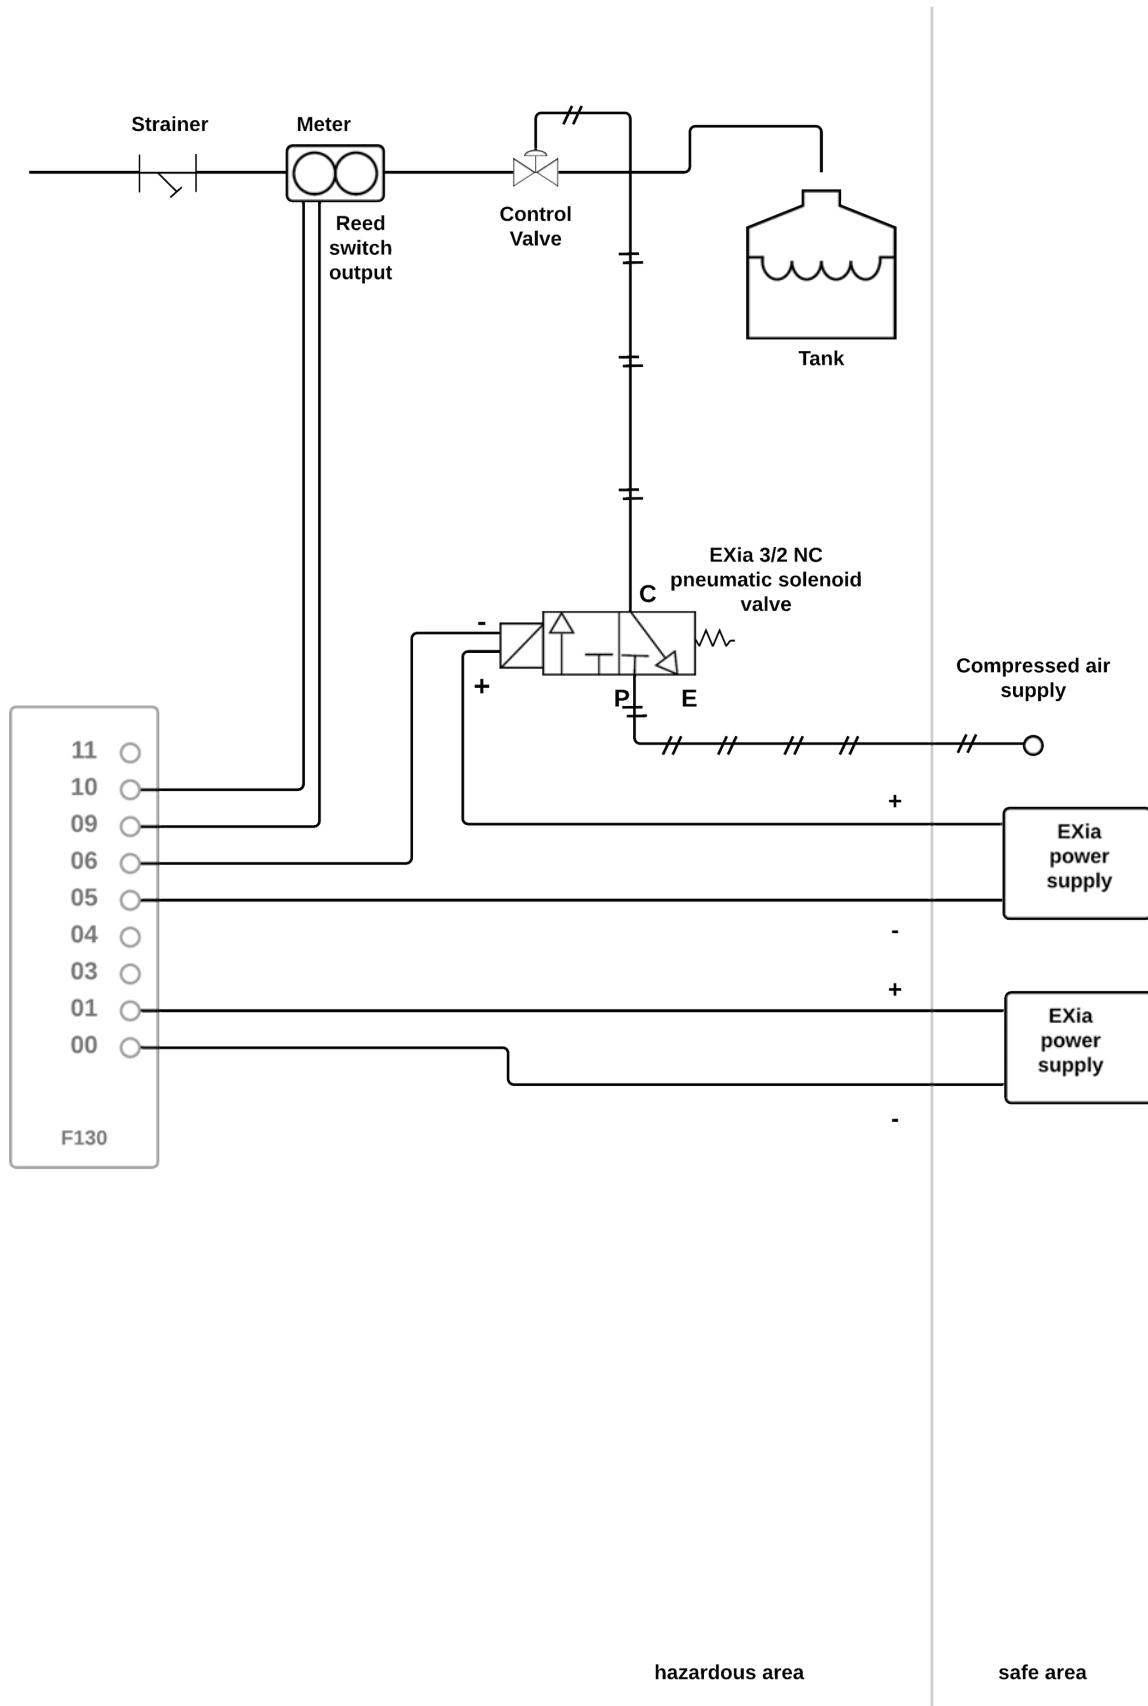 Strainer
Meter
Reed
switch
output
Control
Valve
Tank
EXia 3/2 NC
pneumatic solenoid
valve
C
-
+
P
E
Compressed air
supply
11
10
09
06
05
04
03
01
00
F130
+
EXia
power
supply
-
+
EXia
power
supply
-
hazardous area
safe area